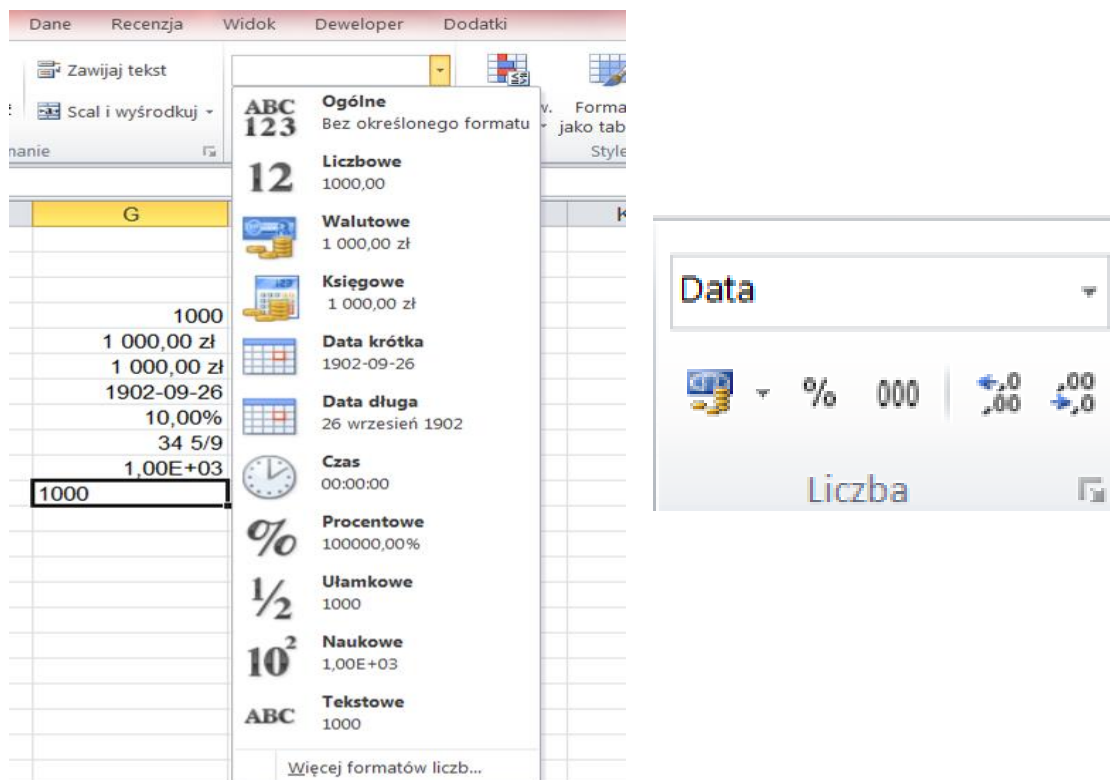 Dane Recenzja Widok Deweloper Dodatki
Zawijaj tekst
Scal i wyśrodkuj
Forma
jako tab
Style
nanie
G
K
1000
1 000,00 zł
1 000,00 zł
1902-09-26
10,00%
34 5/9
1,00E+03
1000
ABC
123
Ogólne
Bez określonego formatu
12
Liczbowe
1000,00
Walutowe
1 000,00 zł
Księgowe
1 000,00 zł
Data krótka
1902-09-26
Data długa
26 wrzesień 1902
Czas
00:00:00
%
Procentowe
100000,00%
1/2
Ułamkowe
1000
10²
Naukowe
1,00E+03
ABC
Tekstowe
1000
Więcej formatów liczb...
Data
% 000 ,0 ,00
,00 ,0
Liczba